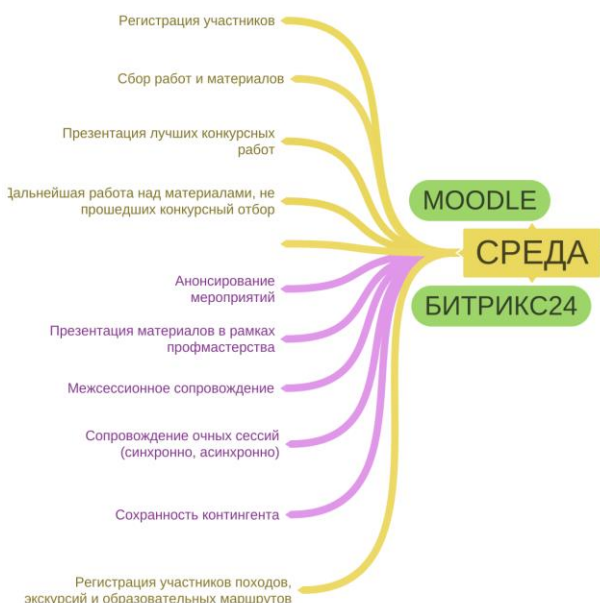 Регистрация участников
Сбор работ и материалов
Презентация лучших конкурсных
работ
Дальнейшая работа над материалами, не
прошедших конкурсный отбор
MOODLE
СРЕДА
БИТРИКС24
Анонсирование
мероприятий
Презентация материалов в рамках
профмастерства
Межсессионное сопровождение
Сопровождение очных сессий
(синхронно, асинхронно)
Сохранность контингента
Регистрация участников походов,
экскурсий и образовательных маршрутов